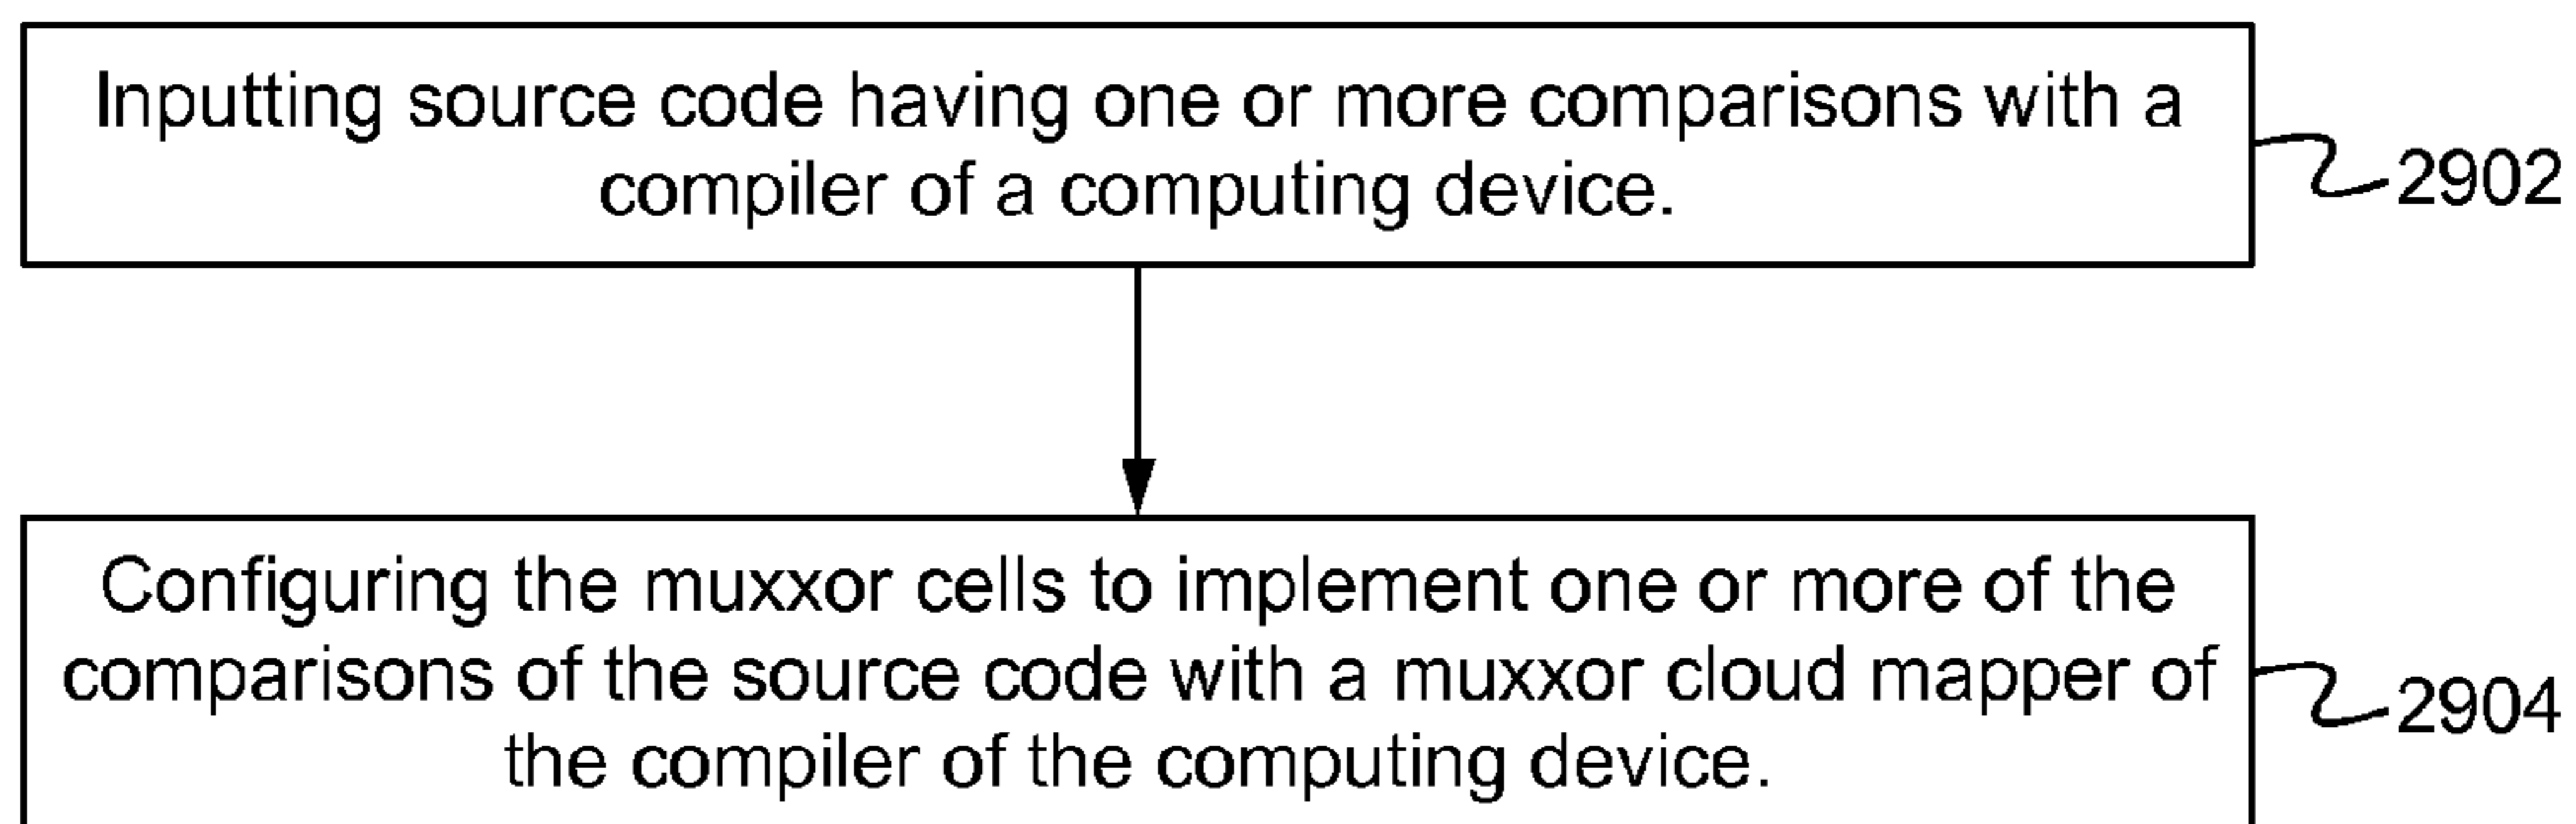 Inputting source code having one or more comparisons with a
compiler of a computing device.
2902
Configuring the muxxor cells to implement one or more of the
comparisons of the source code with a muxxor cloud mapper of
the compiler of the computing device.
2904